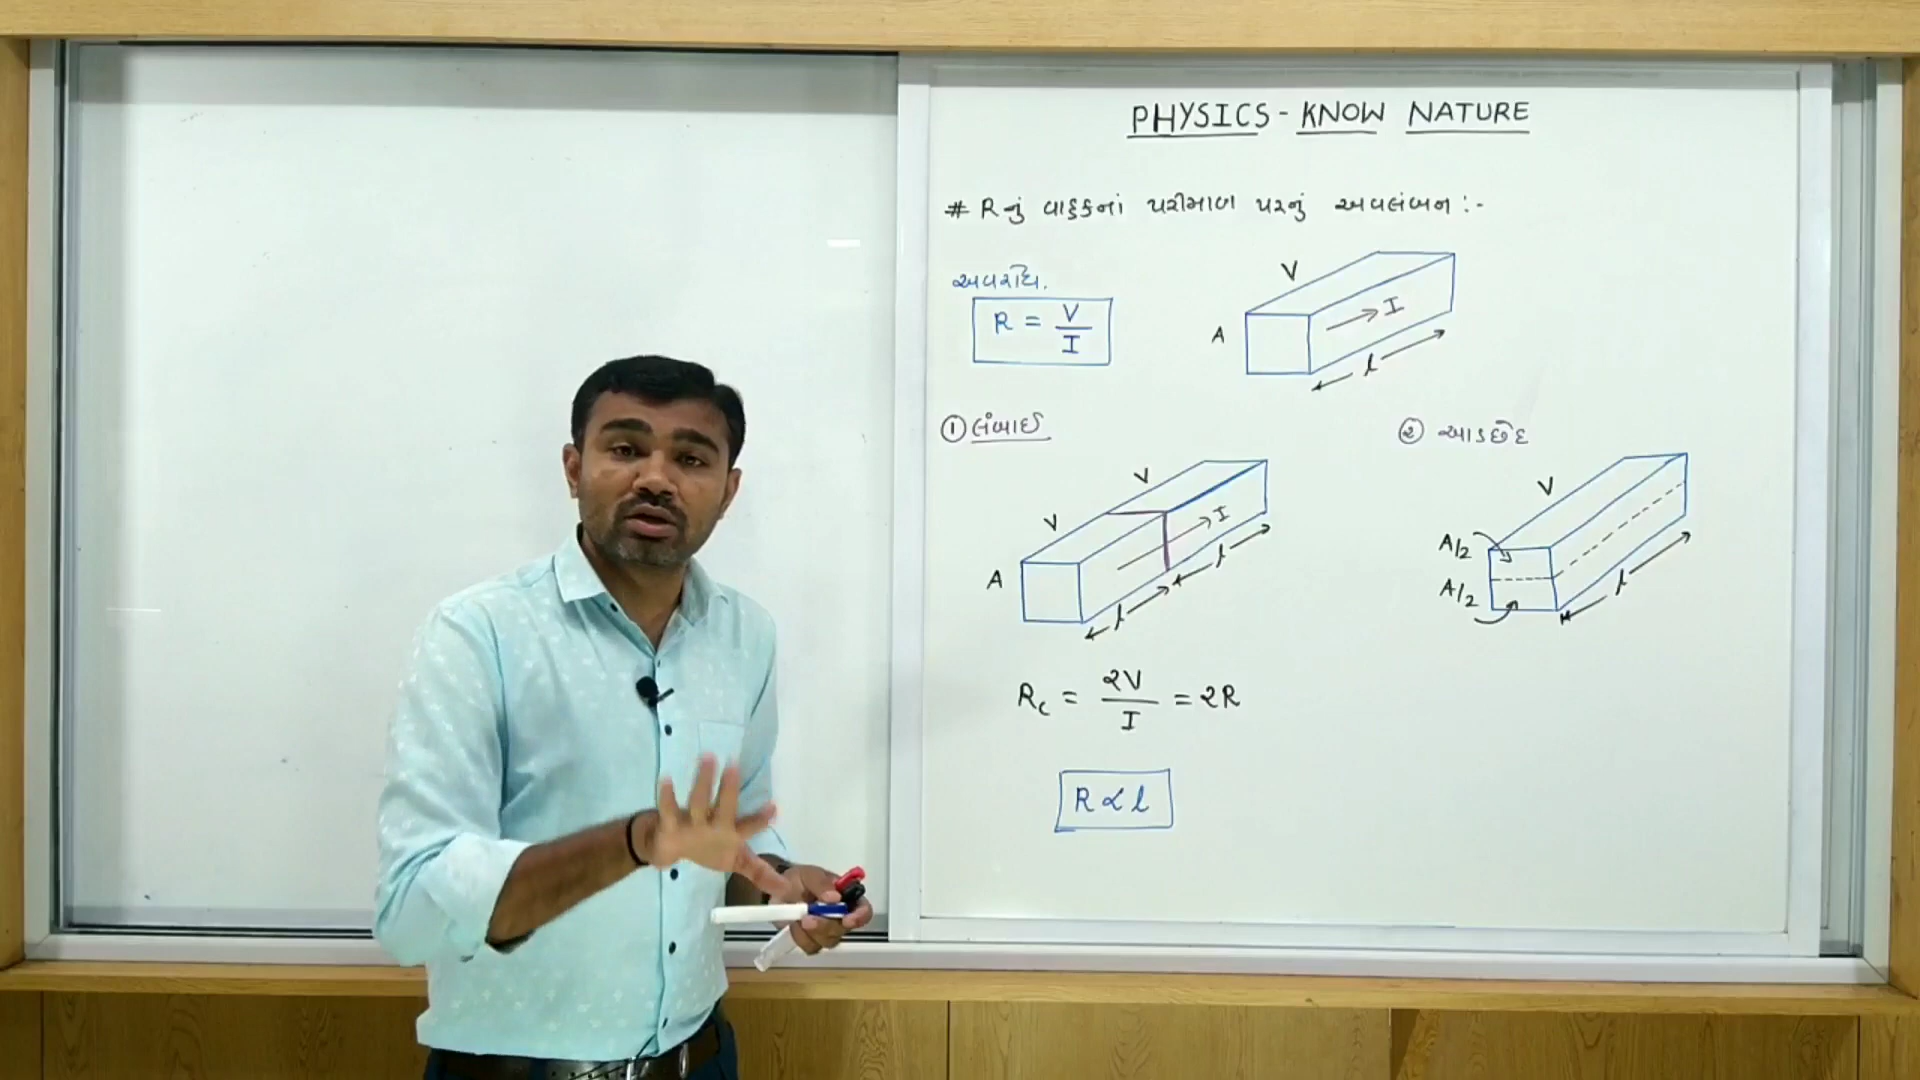 PHYSICS - KNOW NATURE
# R નું વાહકનાં પરીમાણ પરનું અવલંબન :-
અવરોધ.
R = V/I
V
A
I
l
① લંબાઈ
V
V
A
I
l
l
Rc = 2V/I = 2R
R ∝ l
② આડછેદ
V
A/2
A/2
l